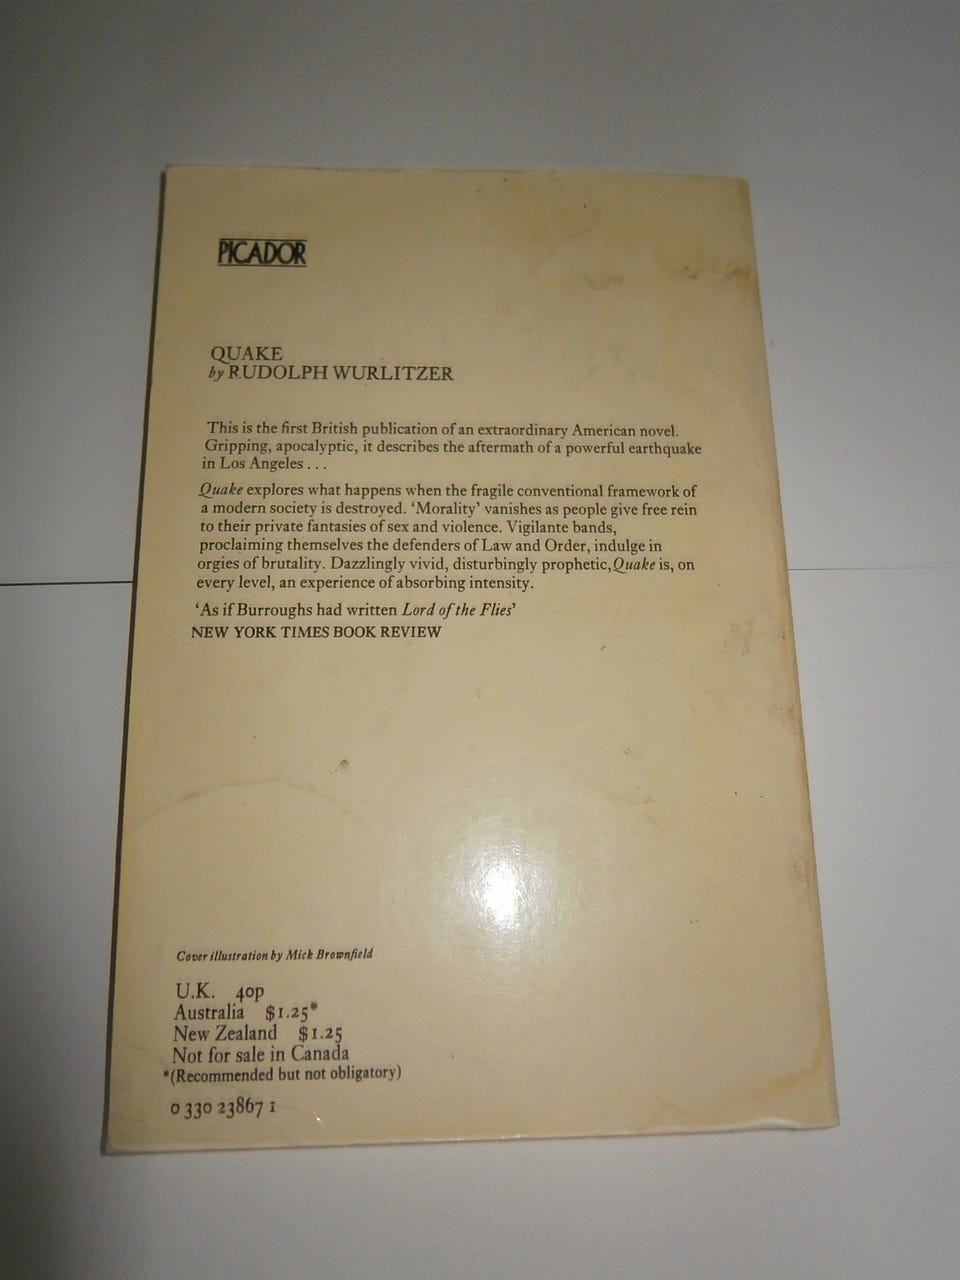 PICADOR
QUAKE
by RUDOLPH WURLITZER
This is the first British publication of an extraordinary American novel.
Gripping, apocalyptic, it describes the aftermath of a powerful earthquake
in Los Angeles . . .
Quake explores what happens when the fragile conventional framework of
a modern society is destroyed. ‘Morality’ vanishes as people give free rein
to their private fantasies of sex and violence. Vigilante bands,
proclaiming themselves the defenders of Law and Order, indulge in
orgies of brutality. Dazzlingly vivid, disturbingly prophetic, Quake is, on
every level, an experience of absorbing intensity.
‘As if Burroughs had written Lord of the Flies’
NEW YORK TIMES BOOK REVIEW
Cover illustration by Mick Brownfield
U.K. 40p
Australia $1.25*
New Zealand $1.25
Not for sale in Canada
*(Recommended but not obligatory)
0 330 23867 1